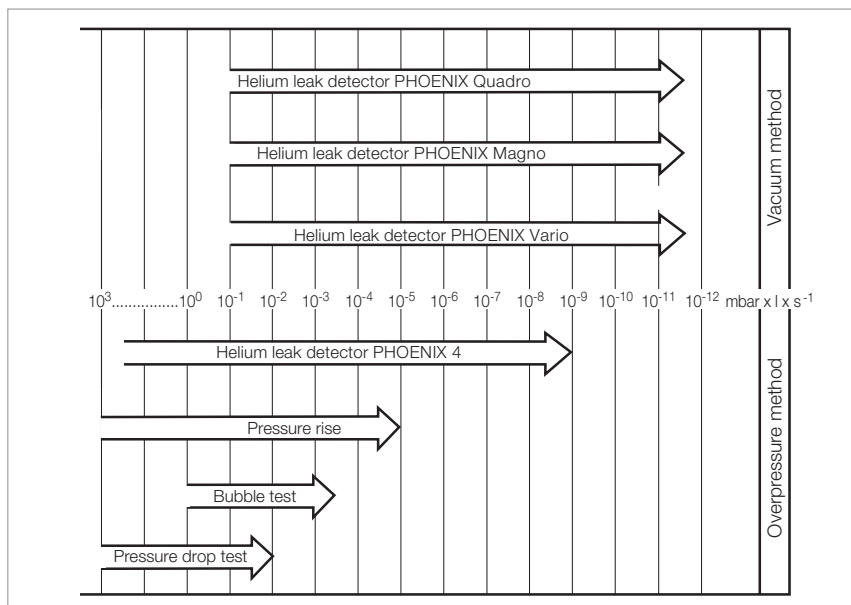 Helium leak detector PHOENIX Quadro
Helium leak detector PHOENIX Magno
Helium leak detector PHOENIX Vario
Vacuum method
10³...............10⁰ 10⁻¹ 10⁻² 10⁻³ 10⁻⁴ 10⁻⁵ 10⁻⁶ 10⁻⁷ 10⁻⁸ 10⁻⁹ 10⁻¹⁰ 10⁻¹¹ 10⁻¹² mbar x l x s⁻¹
Helium leak detector PHOENIX 4
Pressure rise
Bubble test
Pressure drop test
Overpressure method